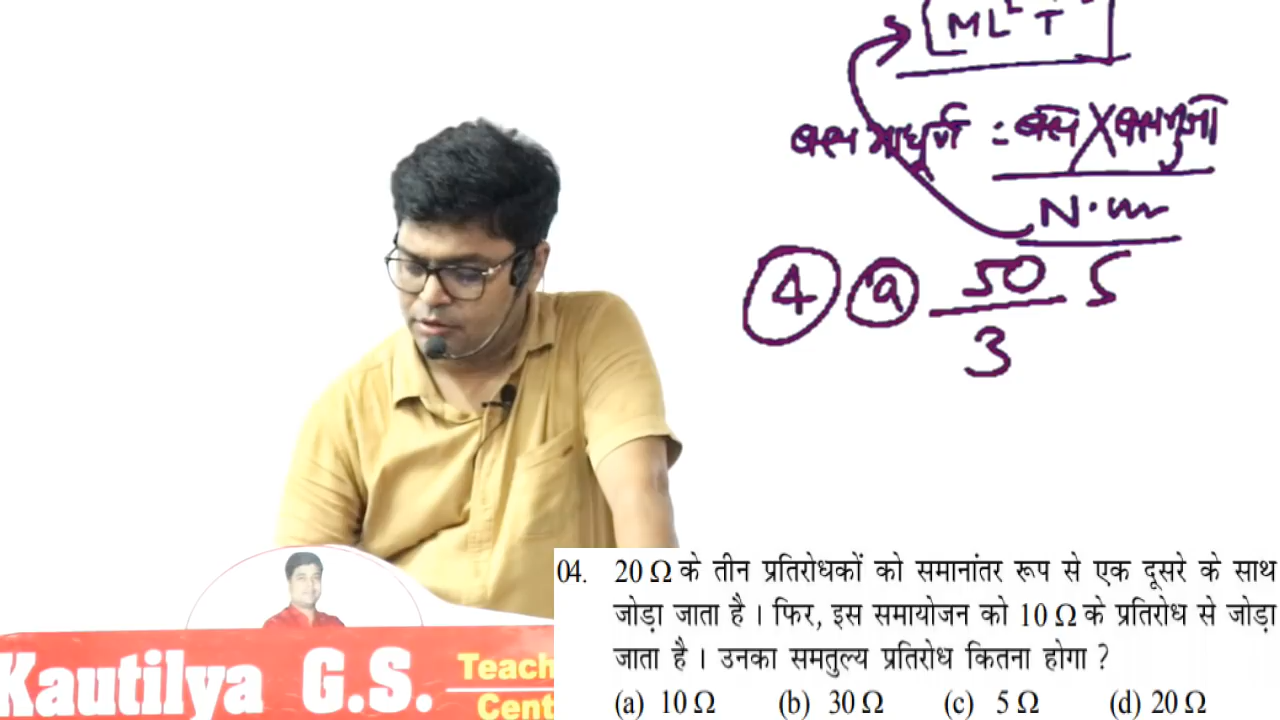 [ML² T
बल आघूर्ण = बल X बलभुजा
N·m
4 a 50 5
3
04. 20 Ω के तीन प्रतिरोधकों को समानांतर रूप से एक दूसरे के साथ
जोड़ा जाता है । फिर, इस समायोजन को 10 Ω के प्रतिरोध से जोड़ा
जाता है । उनका समतुल्य प्रतिरोध कितना होगा ?
(a) 10 Ω (b) 30 Ω (c) 5 Ω (d) 20 Ω
Kautilya G.S.
Teach
Cent